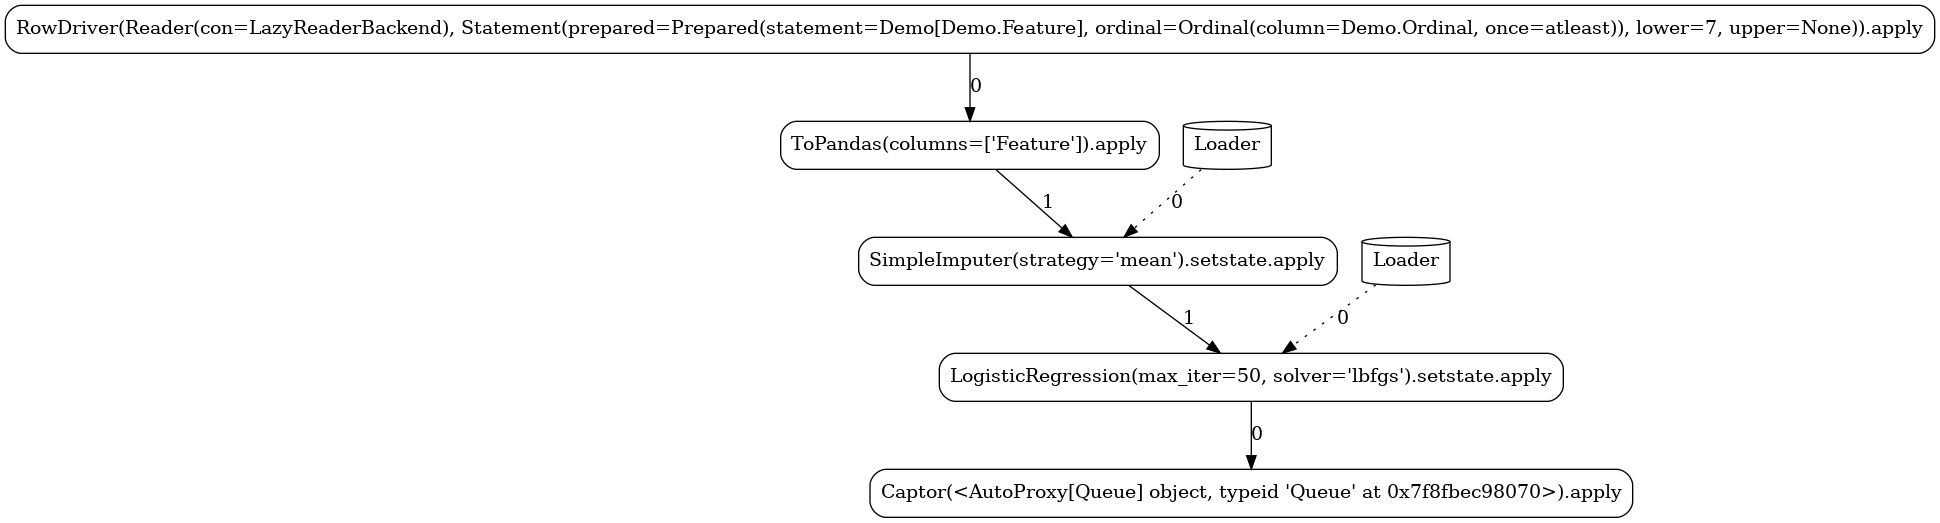 RowDriver(Reader(con=LazyReaderBackend), Statement(prepared=Prepared(statement=Demo[Demo.Feature], ordinal=Ordinal(column=Demo.Ordinal, once=atleast)), lower=7, upper=None)).apply
0
ToPandas(columns=['Feature']).apply
Loader
1
0
SimpleImputer(strategy='mean').setstate.apply
Loader
1
0
LogisticRegression(max_iter=50, solver='lbfgs').setstate.apply
0
Captor(<AutoProxy[Queue] object, typeid 'Queue' at 0x7f8fbec98070>).apply